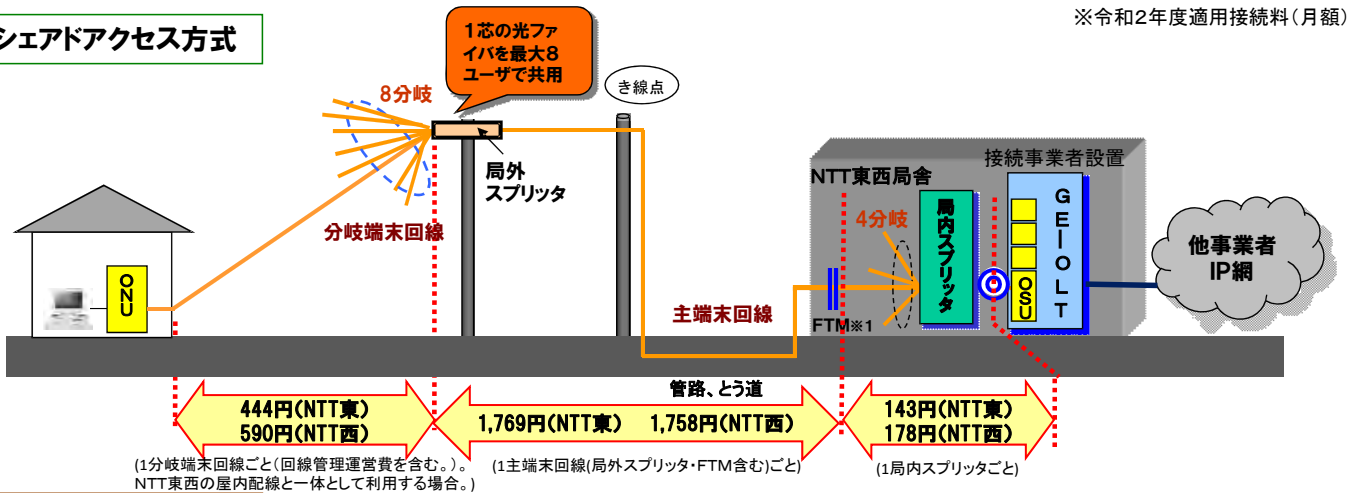 ※令和2年度適用接続料(月額)
シェアドアクセス方式
1芯の光ファ
イバを最大8
ユーザで共用
き線点
8分岐
局外
スプリッタ
接続事業者設置
NTT東西局舎
4分岐
局内スプリッタ
GE|OLT
OSU
他事業者
IP網
分岐端末回線
ONU
主端末回線
FTM※1
管路、とう道
444円(NTT東)
590円(NTT西)
1,769円(NTT東) 1,758円(NTT西)
143円(NTT東)
178円(NTT西)
(1分岐端末回線ごと(回線管理運営費を含む。)。
NTT東西の屋内配線と一体として利用する場合。)
(1主端末回線(局外スプリッタ・FTM含む)ごと)
(1局内スプリッタごと)